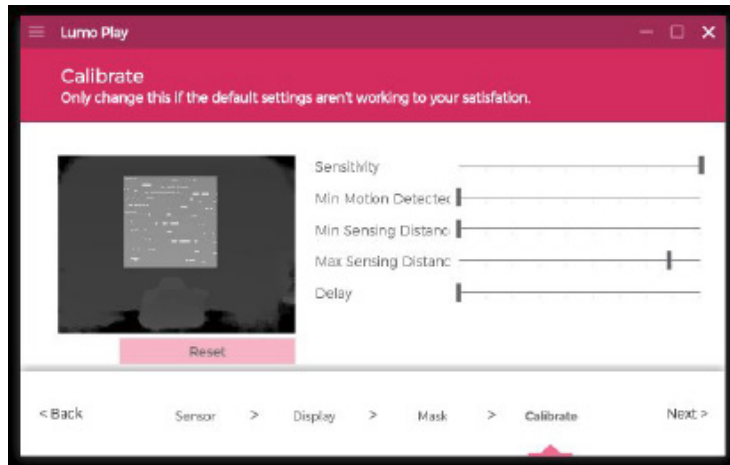 Lumo Play
Calibrate
Only change this if the default settings aren't working to your satisfation.
Sensitivity
Min Motion Detectec
Min Sensing Distanc
Max Sensing Distanc
Delay
Reset
< Back
Sensor > Display > Mask > Calibrate
Next >